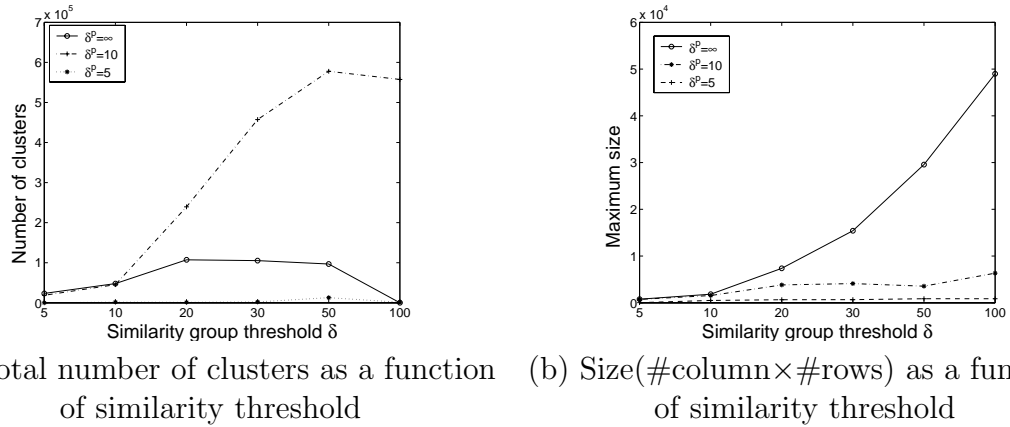 x 10^5
7
6
5
4
3
2
1
0
Number of clusters
δ^p=∞
δ^p=10
δ^p=5
5 10 20 30 50 100
Similarity group threshold δ
x 10^4
6
5
4
3
2
1
0
Maximum size
δ^p=∞
δ^p=10
δ^p=5
5 10 20 30 50 100
Similarity group threshold δ
otal number of clusters as a function
of similarity threshold
(b) Size(#column×#rows) as a fun
of similarity threshold